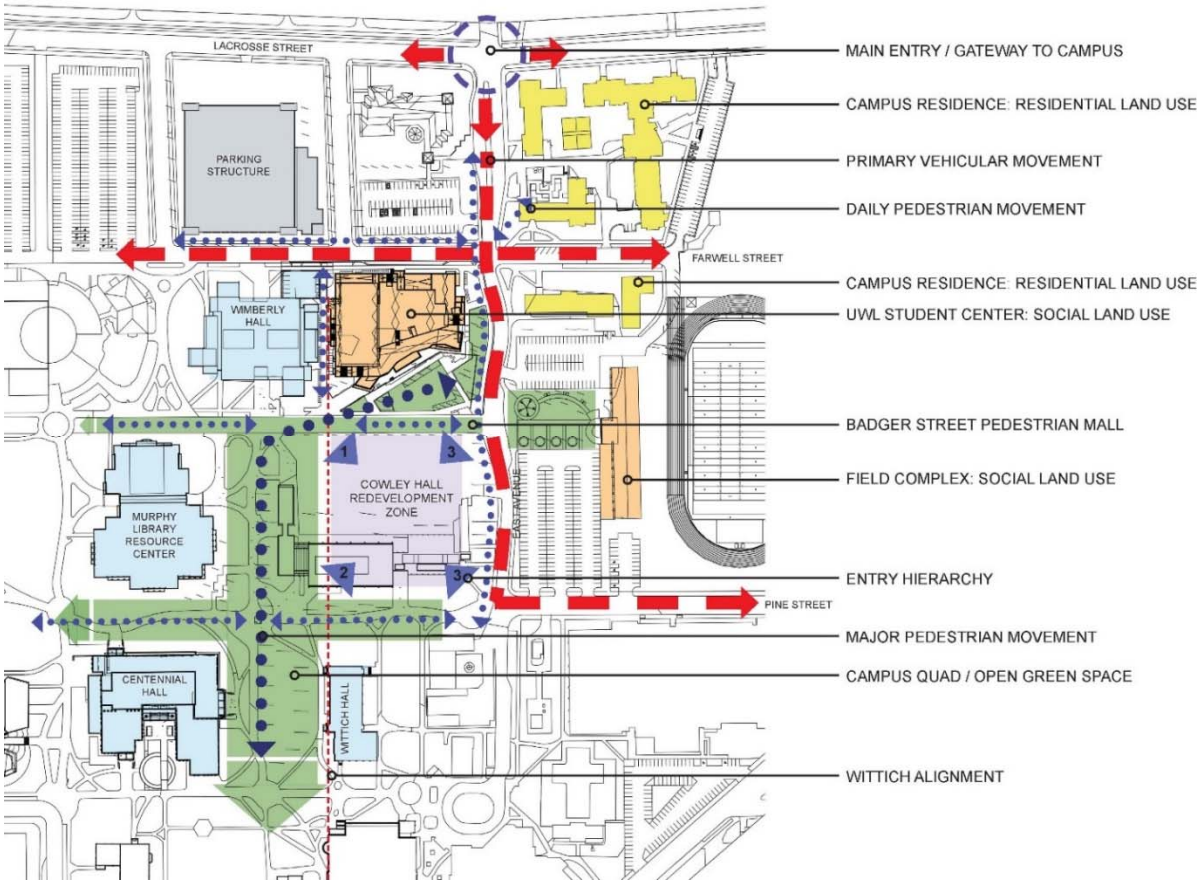 LACROSSE STREET
MAIN ENTRY / GATEWAY TO CAMPUS
CAMPUS RESIDENCE: RESIDENTIAL LAND USE
PARKING
STRUCTURE
PRIMARY VEHICULAR MOVEMENT
DAILY PEDESTRIAN MOVEMENT
FARWELL STREET
CAMPUS RESIDENCE: RESIDENTIAL LAND USE
WIMBERLY
HALL
UWL STUDENT CENTER: SOCIAL LAND USE
BADGER STREET PEDESTRIAN MALL
1
3
COWLEY HALL
REDEVELOPMENT
ZONE
EAST AVENUE
FIELD COMPLEX: SOCIAL LAND USE
MURPHY
LIBRARY
RESOURCE
CENTER
2
3
ENTRY HIERARCHY
PINE STREET
MAJOR PEDESTRIAN MOVEMENT
CENTENNIAL
HALL
CAMPUS QUAD / OPEN GREEN SPACE
WITTICH HALL
WITTICH ALIGNMENT